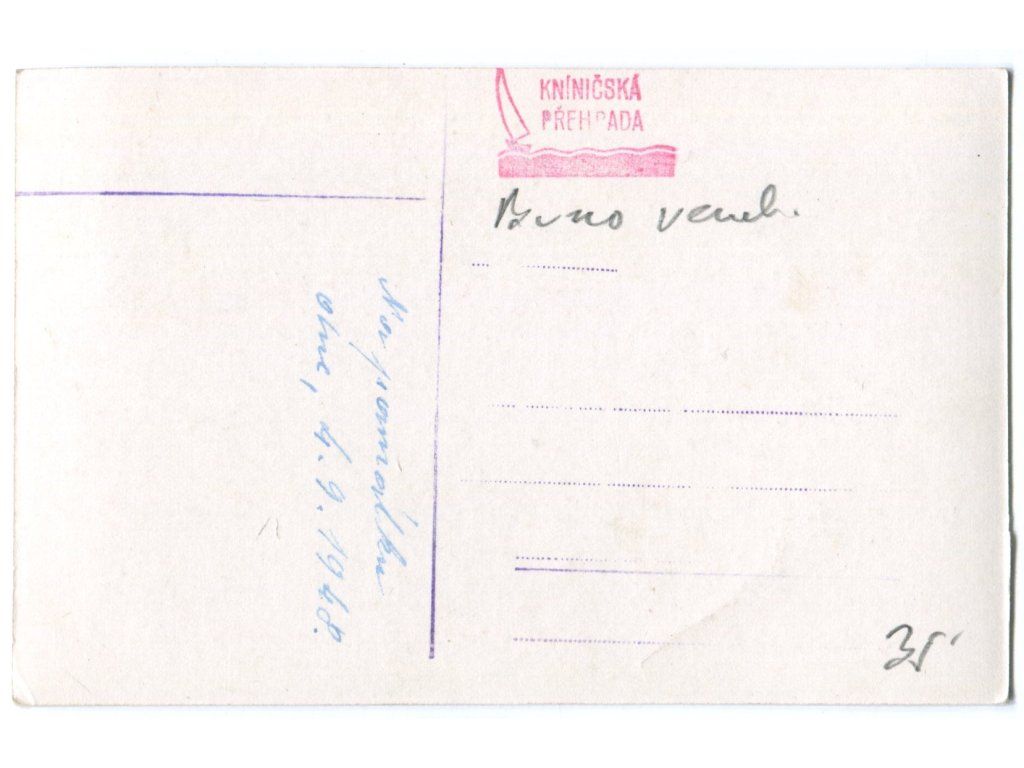 KNÍNIČSKÁ
PŘEHRADA
Brno venk.
Na památku
dne, 4. 9. 1948.
35